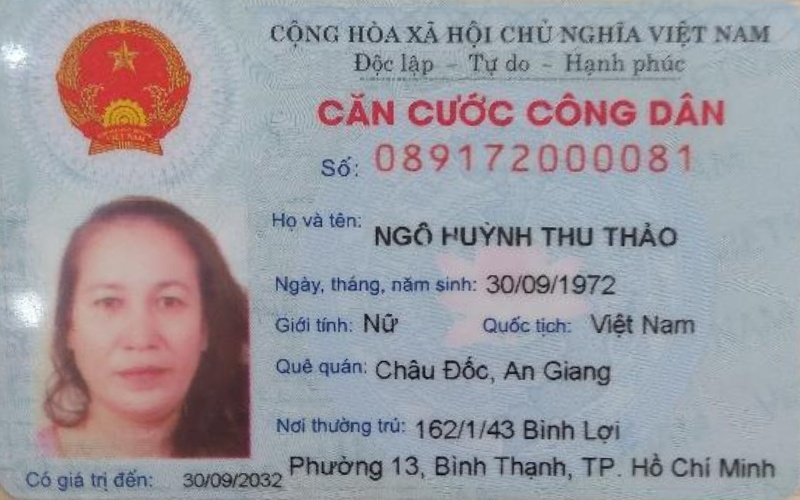 CỘNG HÒA XÃ HỘI CHỦ NGHĨA VIỆT NAM
Độc lập - Tự do - Hạnh phúc
CĂN CƯỚC CÔNG DÂN
Số: 089172000081
Họ và tên: NGÔ HUỲNH THU THẢO
Ngày, tháng, năm sinh: 30/09/1972
Giới tính: Nữ Quốc tịch: Việt Nam
Quê quán: Châu Đốc, An Giang
Nơi thường trú: 162/1/43 Bình Lợi
Phường 13, Bình Thạnh, TP. Hồ Chí Minh
Có giá trị đến: 30/09/2032